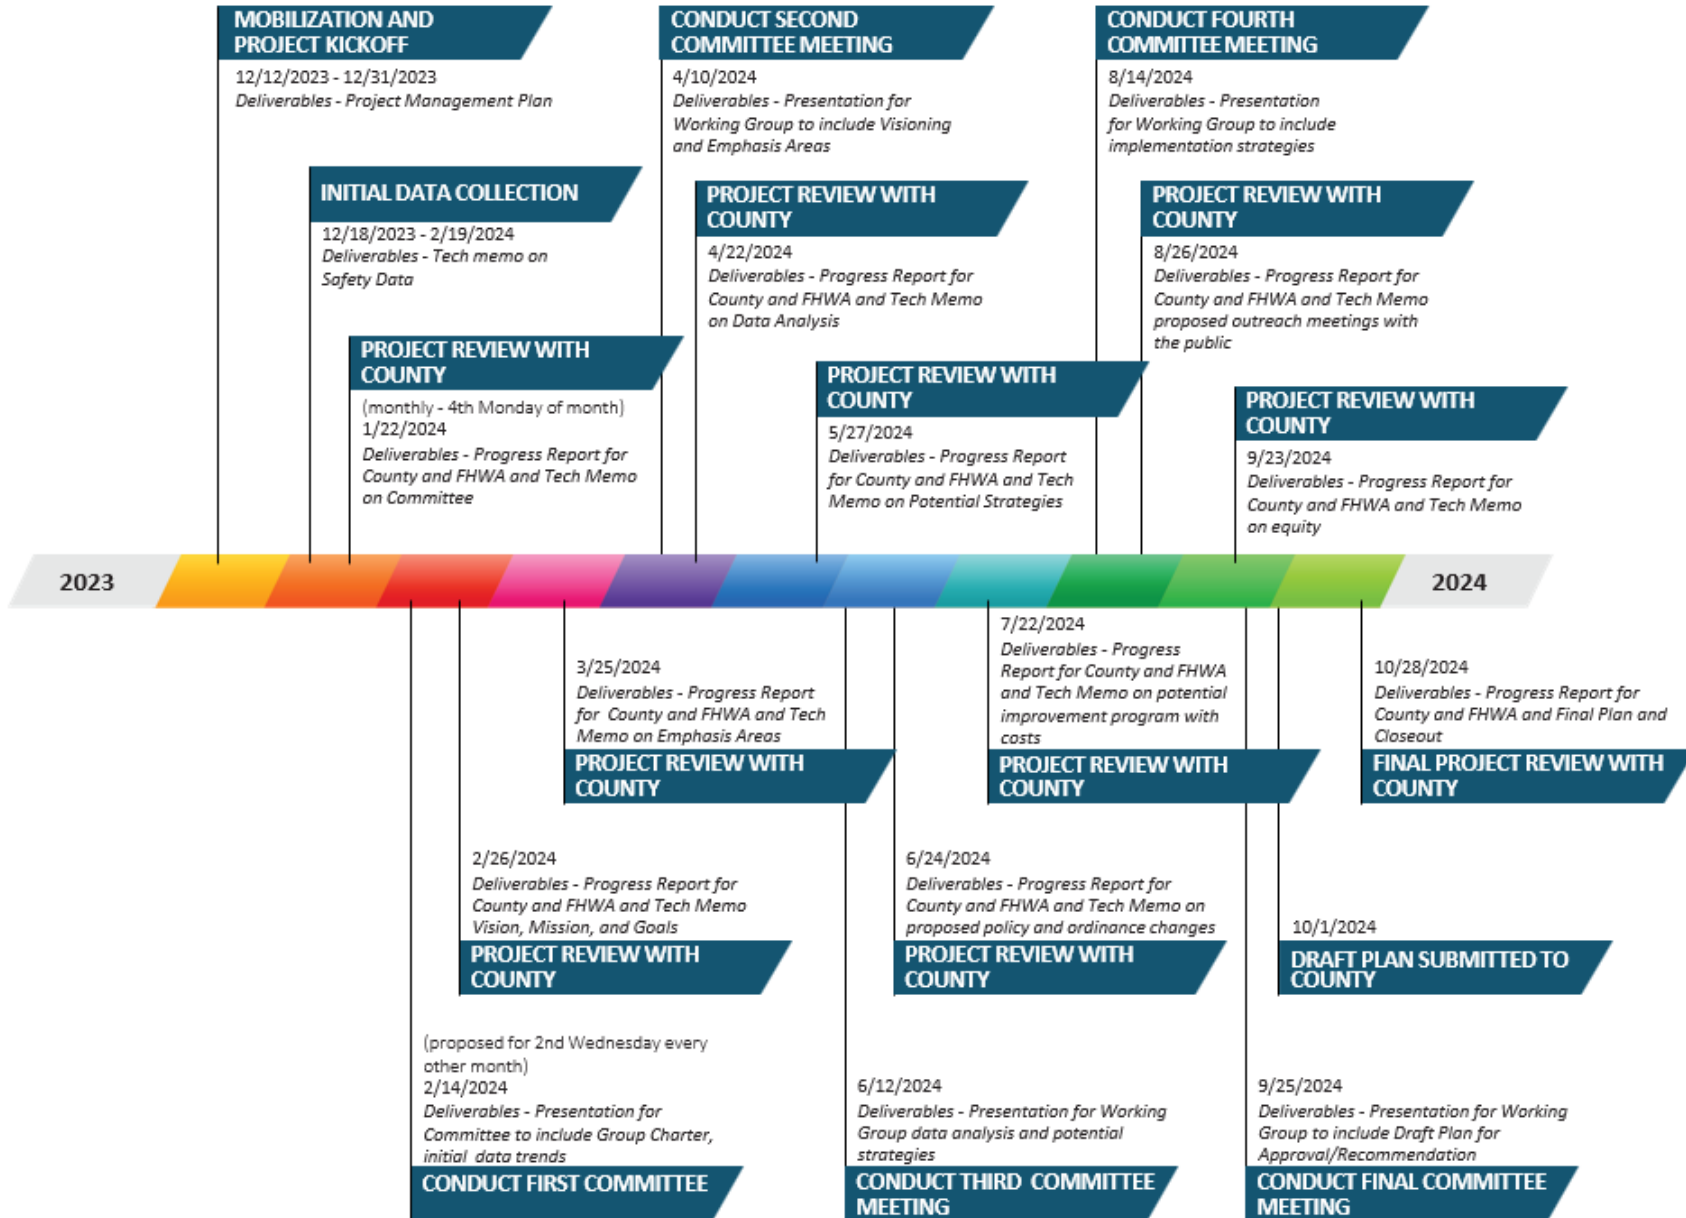 MOBILIZATION AND
PROJECT KICKOFF
12/12/2023 - 12/31/2023
Deliverables - Project Management Plan
CONDUCT SECOND
COMMITTEE MEETING
4/10/2024
Deliverables - Presentation for
Working Group to include Visioning
and Emphasis Areas
CONDUCT FOURTH
COMMITTEE MEETING
8/14/2024
Deliverables - Presentation
for Working Group to include
implementation strategies
INITIAL DATA COLLECTION
12/18/2023 - 2/19/2024
Deliverables - Tech memo on
Safety Data
PROJECT REVIEW WITH
COUNTY
4/22/2024
Deliverables - Progress Report for
County and FHWA and Tech Memo
on Data Analysis
PROJECT REVIEW WITH
COUNTY
8/26/2024
Deliverables - Progress Report for
County and FHWA and Tech Memo
proposed outreach meetings with
the public
PROJECT REVIEW WITH
COUNTY
(monthly - 4th Monday of month)
1/22/2024
Deliverables - Progress Report for
County and FHWA and Tech Memo
on Committee
PROJECT REVIEW WITH
COUNTY
5/27/2024
Deliverables - Progress Report
for County and FHWA and Tech
Memo on Potential Strategies
PROJECT REVIEW WITH
COUNTY
9/23/2024
Deliverables - Progress Report for
County and FHWA and Tech Memo
on equity
2023
2024
3/25/2024
Deliverables - Progress Report
for County and FHWA and Tech
Memo on Emphasis Areas
PROJECT REVIEW WITH
COUNTY
7/22/2024
Deliverables - Progress
Report for County and FHWA
and Tech Memo on potential
improvement program with
costs
PROJECT REVIEW WITH
COUNTY
10/28/2024
Deliverables - Progress Report for
County and FHWA and Final Plan and
Closeout
FINAL PROJECT REVIEW WITH
COUNTY
2/26/2024
Deliverables - Progress Report for
County and FHWA and Tech Memo
Vision, Mission, and Goals
PROJECT REVIEW WITH
COUNTY
6/24/2024
Deliverables - Progress Report for
County and FHWA and Tech Memo on
proposed policy and ordinance changes
PROJECT REVIEW WITH
COUNTY
10/1/2024
DRAFT PLAN SUBMITTED TO
COUNTY
(proposed for 2nd Wednesday every
other month)
2/14/2024
Deliverables - Presentation for
Committee to include Group Charter,
initial data trends
CONDUCT FIRST COMMITTEE
6/12/2024
Deliverables - Presentation for Working
Group data analysis and potential
strategies
CONDUCT THIRD COMMITTEE
MEETING
9/25/2024
Deliverables - Presentation for Working
Group to include Draft Plan for
Approval/Recommendation
CONDUCT FINAL COMMITTEE
MEETING